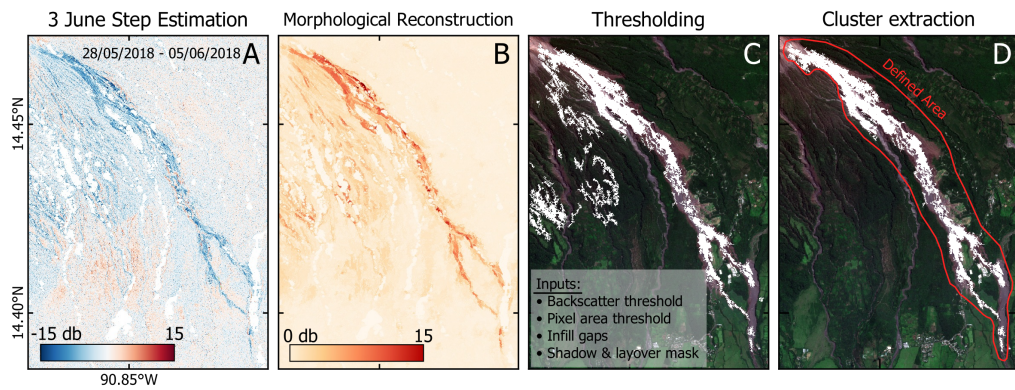 3 June Step Estimation
Morphological Reconstruction
Thresholding
Cluster extraction
28/05/2018 - 05/06/2018
A
B
C
D
Defined Area
14.45°N
14.40°N
90.85°W
-15 db 15
0 db 15
Inputs:
• Backscatter threshold
• Pixel area threshold
• Infill gaps
• Shadow & layover mask